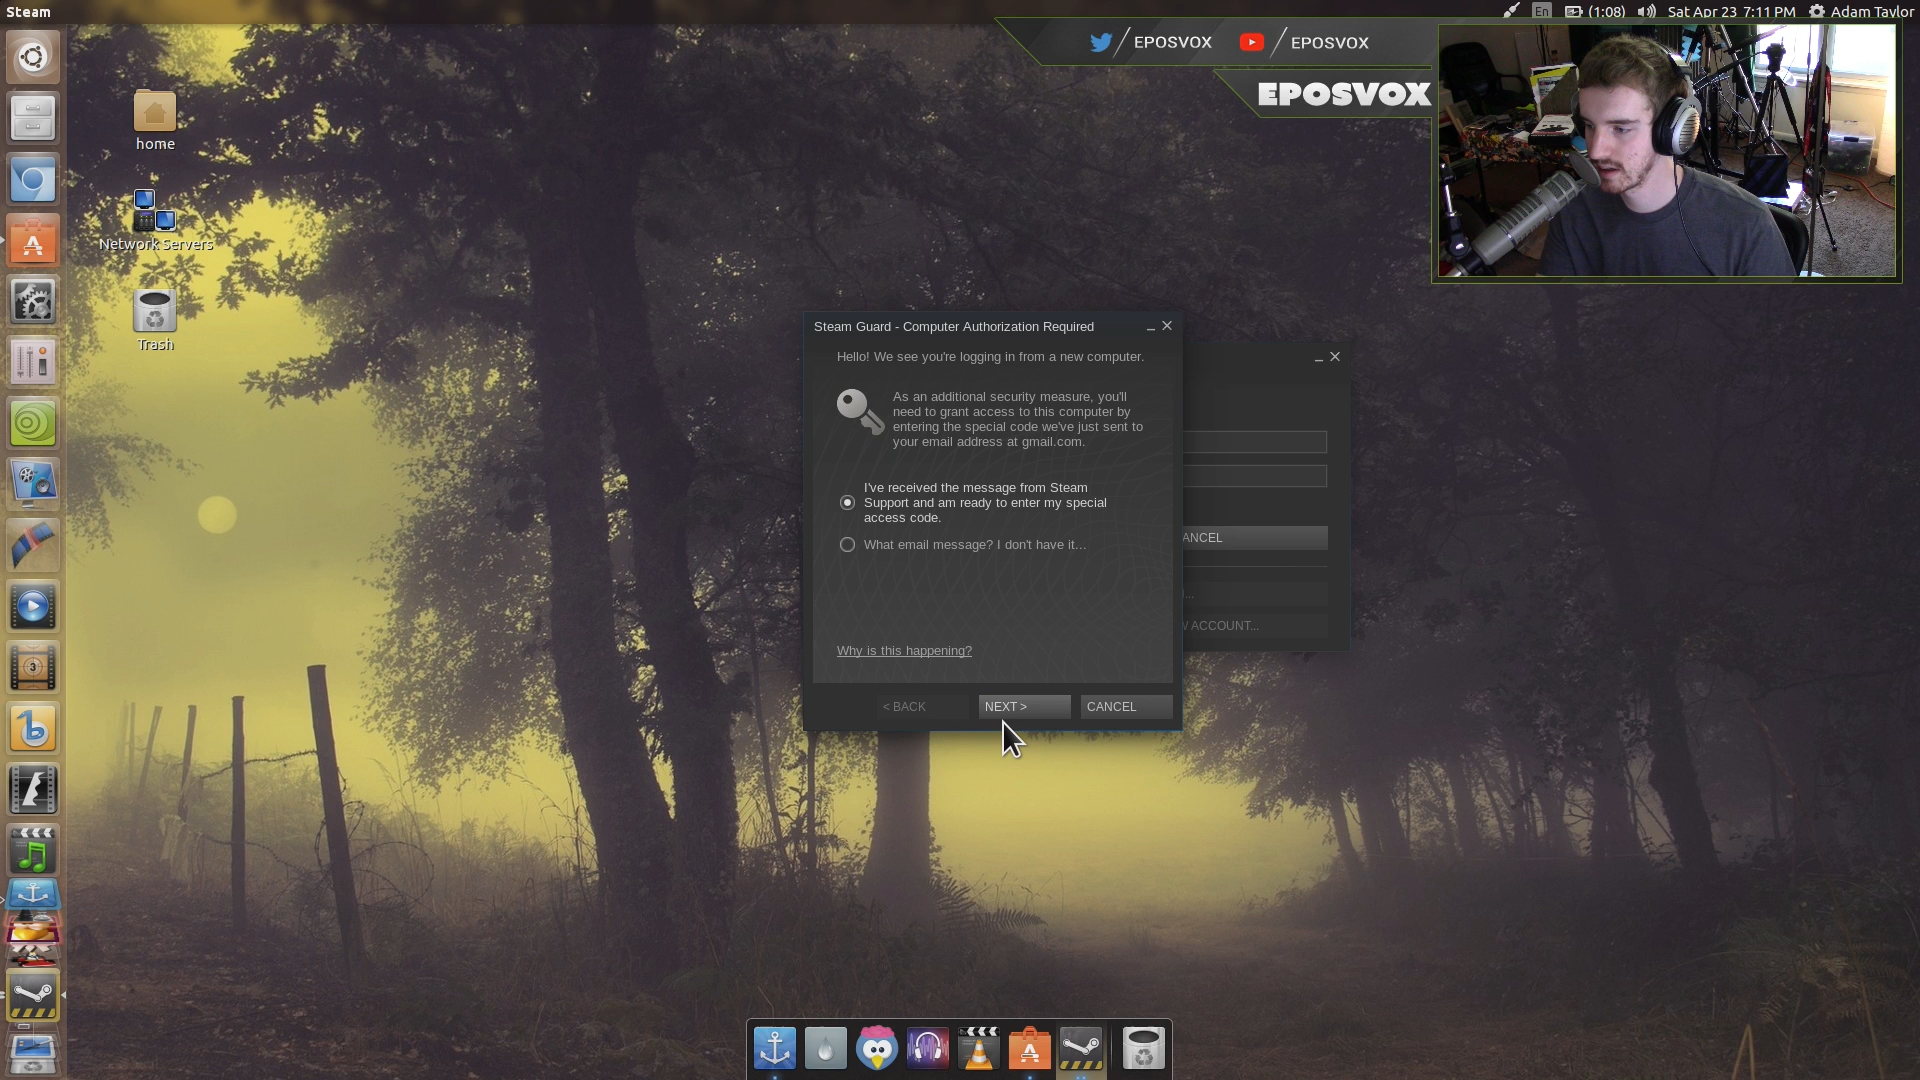 Steam
En
(1:08)
Sat Apr 23 7:11 PM
Adam Taylor
EPOSVOX
EPOSVOX
EPOSVOX
home
Network Servers
Trash
Steam Guard - Computer Authorization Required
Hello! We see you're logging in from a new computer.
As an additional security measure, you'll
need to grant access to this computer by
entering the special code we've just sent to
your email address at gmail.com.
I've received the message from Steam
Support and am ready to enter my special
access code.
What email message? I don't have it...
Why is this happening?
< BACK
NEXT >
CANCEL
ANCEL
...
W ACCOUNT...
3